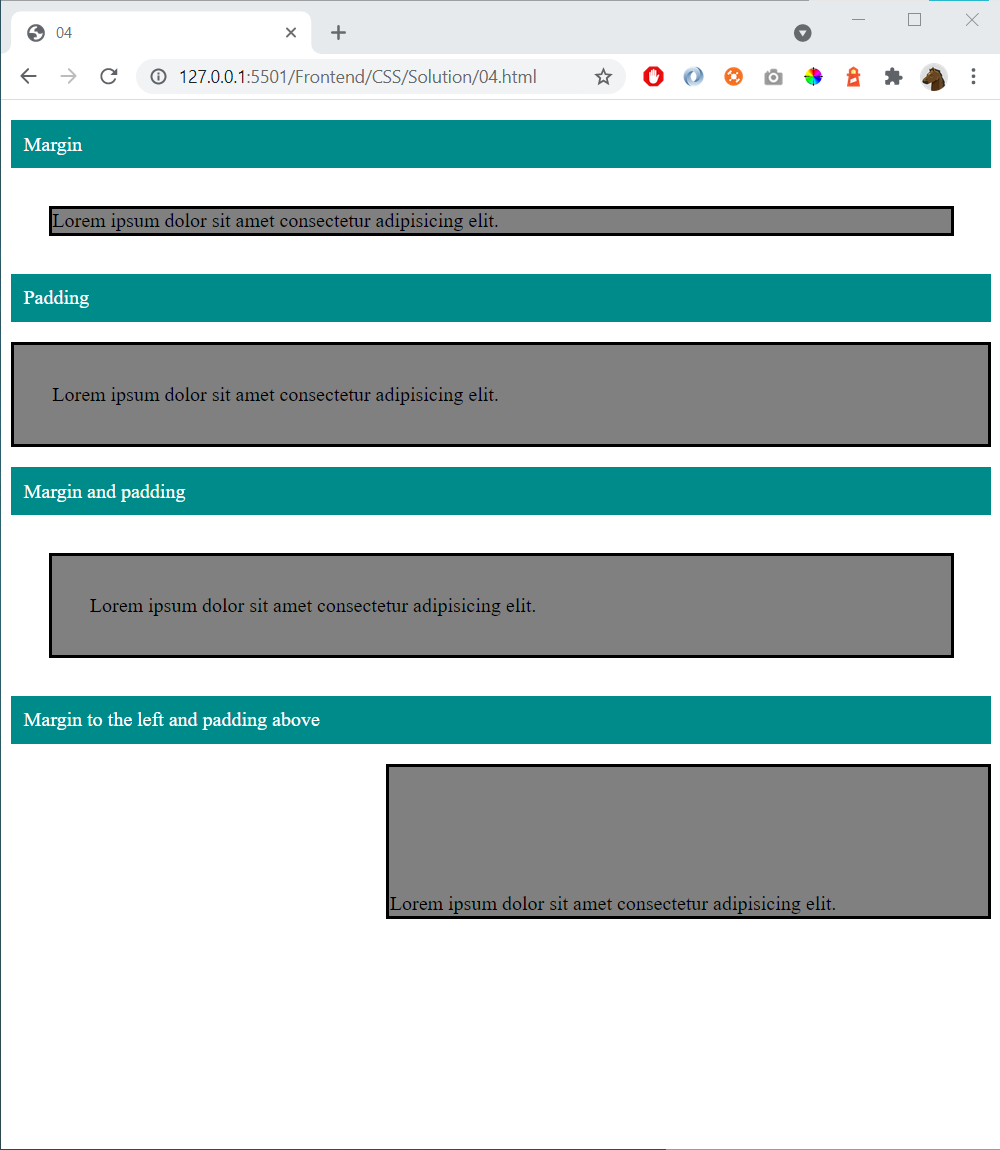 04
127.0.0.1:5501/Frontend/CSS/Solution/04.html
Margin
Lorem ipsum dolor sit amet consectetur adipisicing elit.
Padding
Lorem ipsum dolor sit amet consectetur adipisicing elit.
Margin and padding
Lorem ipsum dolor sit amet consectetur adipisicing elit.
Margin to the left and padding above
Lorem ipsum dolor sit amet consectetur adipisicing elit.